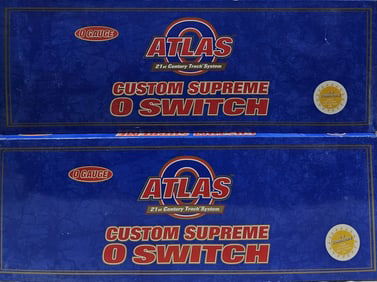 O GAUGE
ATLAS
21st Century Track System
CUSTOM SUPREME
O SWITCH
O GAUGE
ATLAS
21st Century Track System
CUSTOM SUPREME
O SWITCH